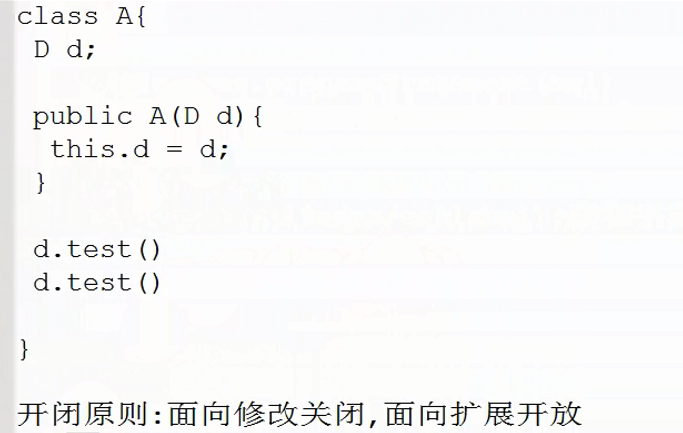 class A{
D d;
public A(D d){
this.d = d;
}
d.test()
d.test()
}
开闭原则:面向修改关闭,面向扩展开放